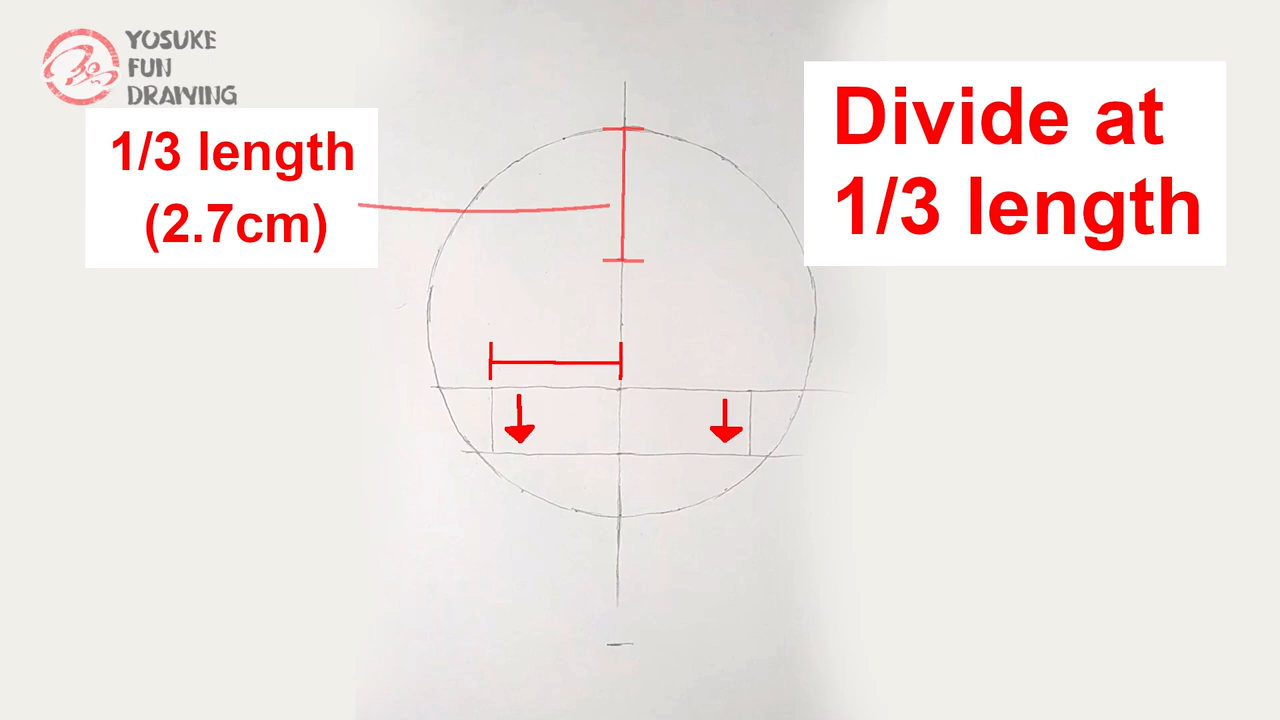 YOSUKE
FUN
DRAWING
1/3 length
(2.7cm)
Divide at
1/3 length